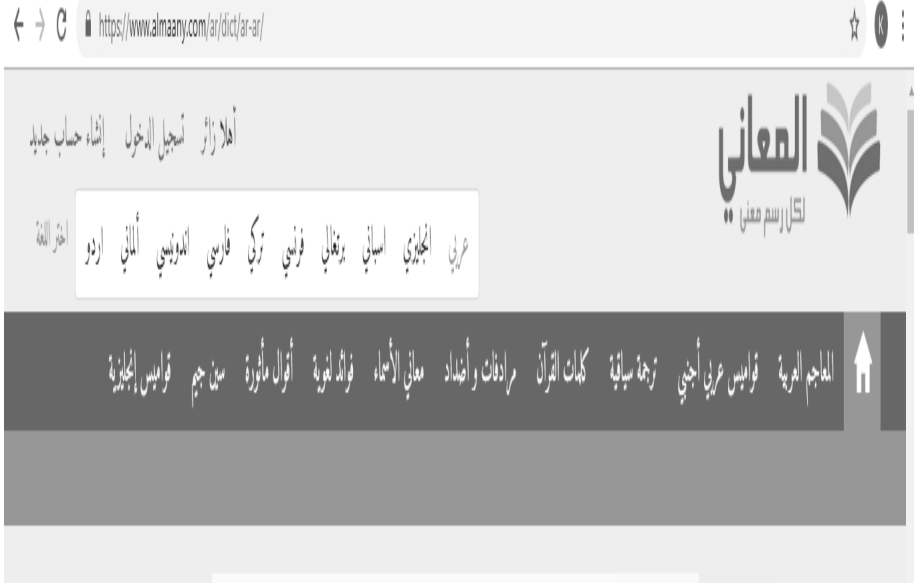 https://www.almaany.com/ar/dict/ar-ar/
K
المعاني
لكل رسم معنى
أهلا زائر تسجيل الدخول إنشاء حساب جديد
عربي انجليزي اسباني برتغالي فرنسي تركي فارسي اندونيسي ألماني اردو
اختر اللغة
المعاجم العربية قواميس عربي أجنبي ترجمة سياقية كلمات القرآن مرادفات و أضداد معاني الأسماء فوائد لغوية أقوال مأثورة سين جيم قواميس إنجليزية